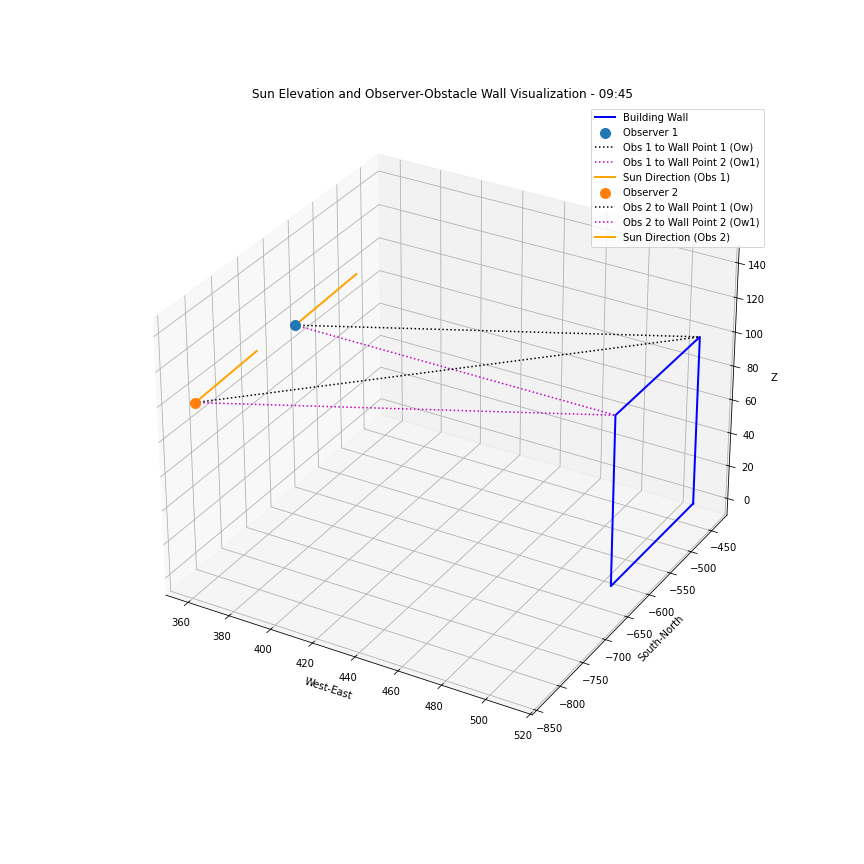 Sun Elevation and Observer-Obstacle Wall Visualization - 09:45
Building Wall
Observer 1
Obs 1 to Wall Point 1 (Ow)
Obs 1 to Wall Point 2 (Ow1)
Sun Direction (Obs 1)
Observer 2
Obs 2 to Wall Point 1 (Ow)
Obs 2 to Wall Point 2 (Ow1)
Sun Direction (Obs 2)
140
120
100
80
60
40
20
0
Z
−450
−500
−550
−600
−650
−700
−750
−800
−850
South-North
360
380
400
420
440
460
480
500
520
West-East